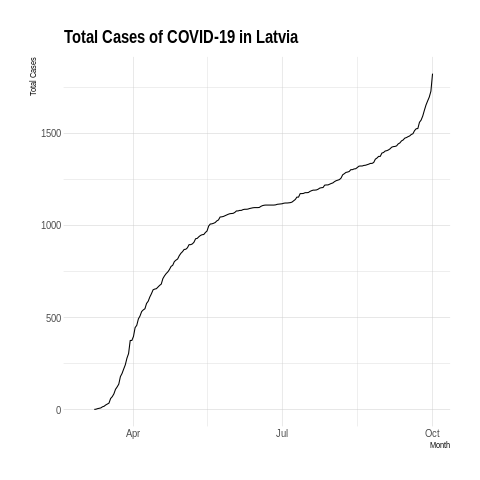 Total Cases of COVID-19 in Latvia
Total Cases
1500
1000
500
0
Apr Jul Oct
Month